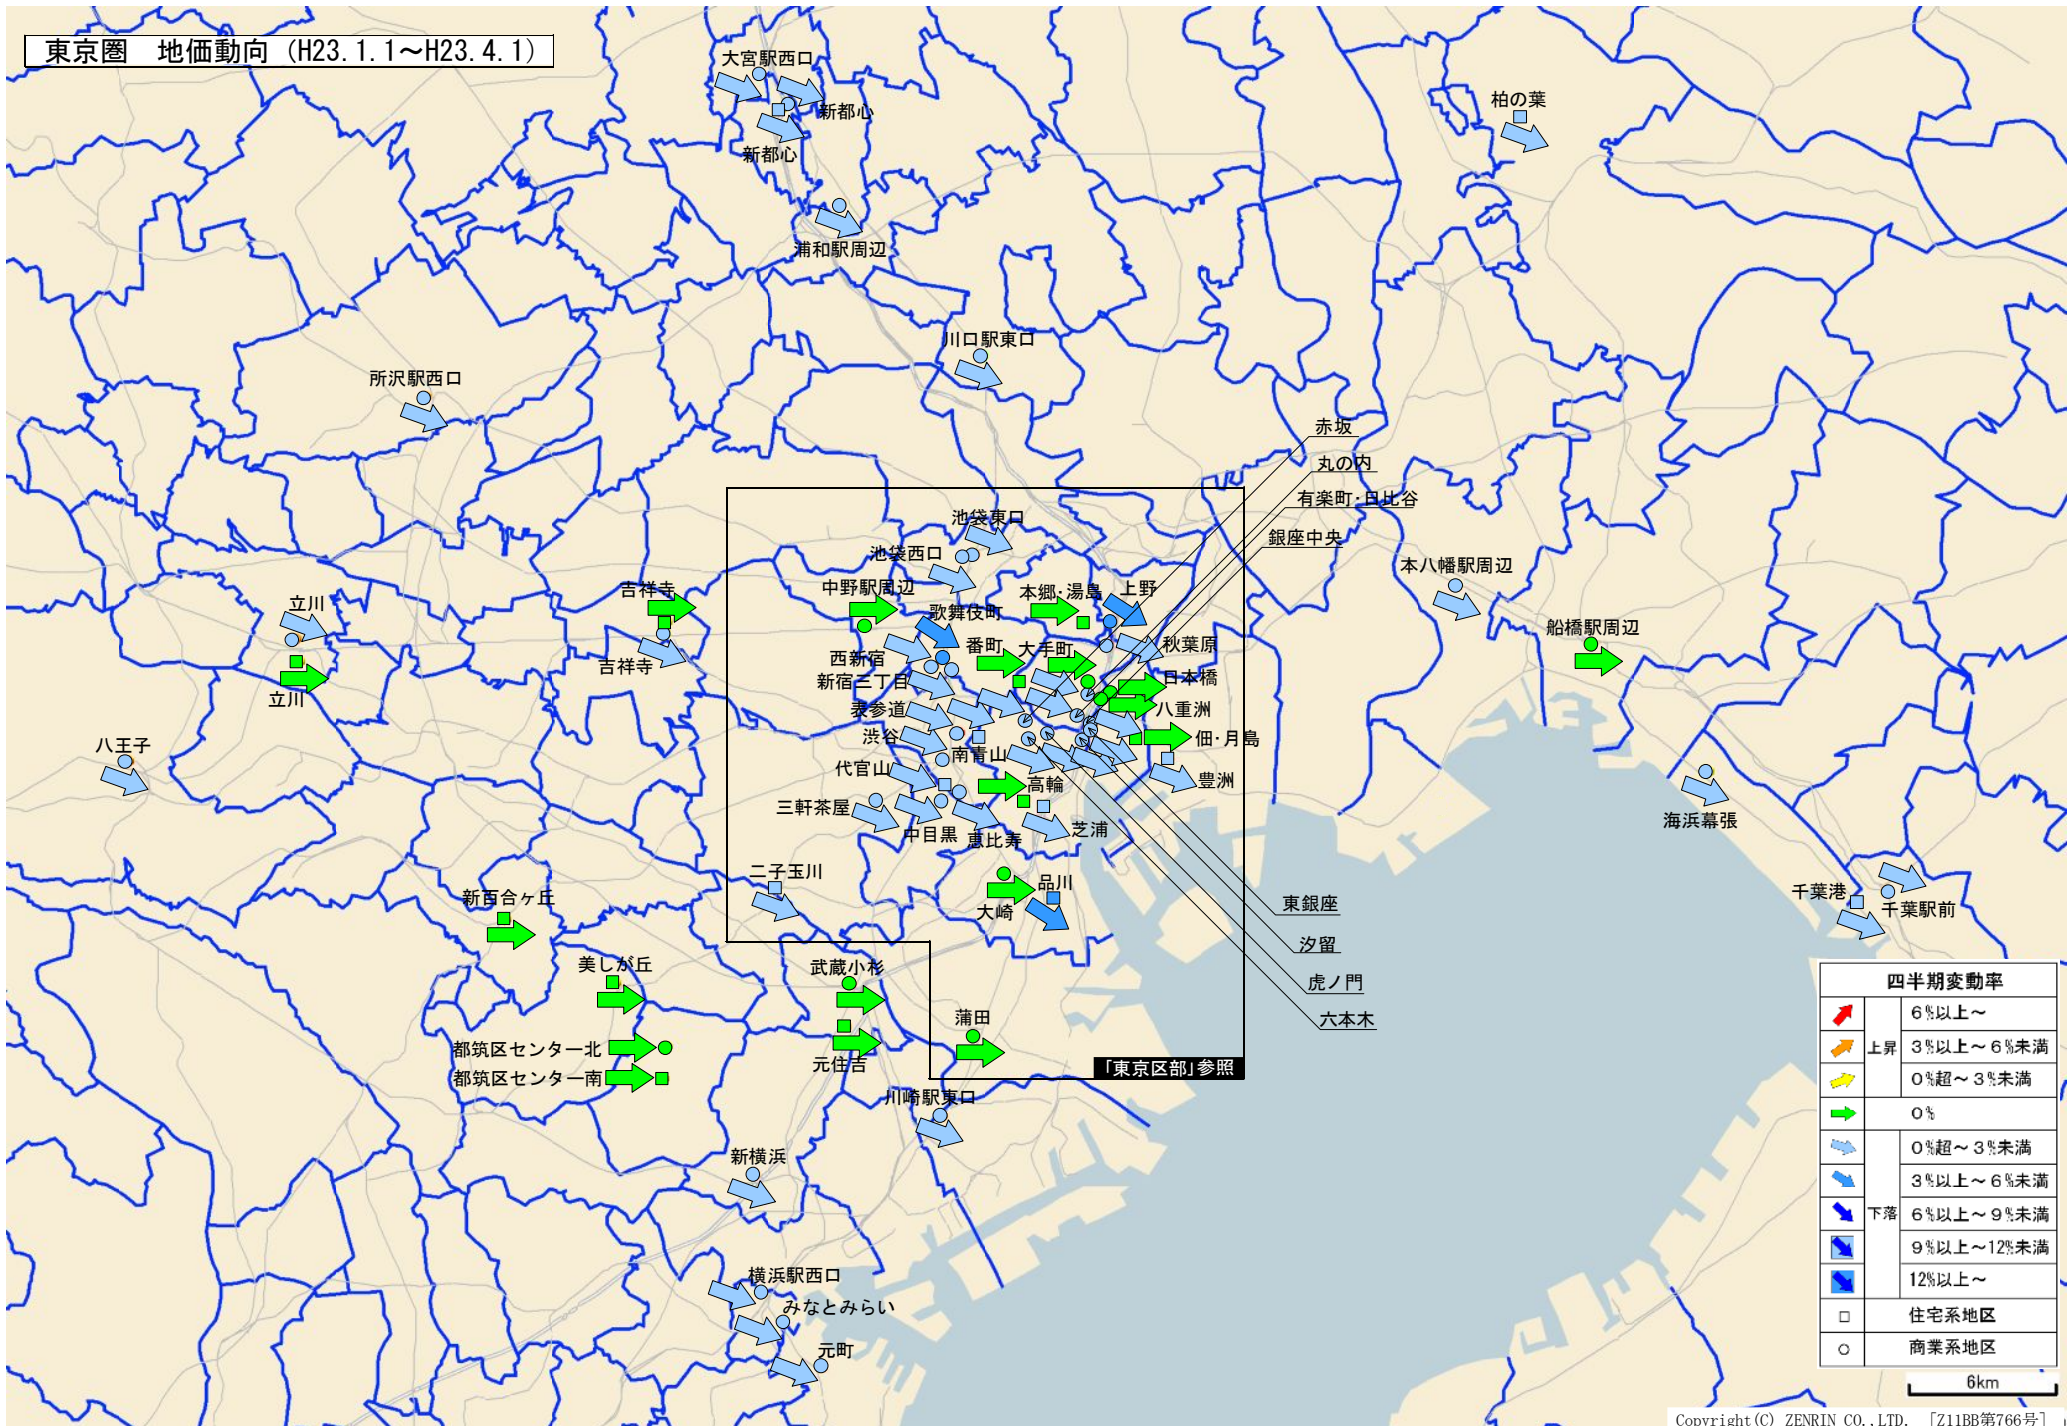 東京圏　地価動向（H23.1.1～H23.4.1）
大宮駅西口
新都心
新都心
柏の葉
浦和駅周辺
川口駅東口
所沢駅西口
赤坂
丸の内
有楽町・日比谷
銀座中央
池袋東口
池袋西口
本八幡駅周辺
吉祥寺
中野駅周辺
本郷・湯島
上野
立川
歌舞伎町
船橋駅周辺
秋葉原
番町
大手町
西新宿
吉祥寺
日本橋
新宿三丁目
立川
表参道
八重洲
渋谷
佃・月島
八王子
南青山
代官山
高輪
豊洲
三軒茶屋
中目黒
恵比寿
芝浦
海浜幕張
二子玉川
品川
千葉港
千葉駅前
新百合ヶ丘
大崎
東銀座
汐留
美しが丘
武蔵小杉
虎ノ門
蒲田
六本木
都筑区センター北
元住吉
「東京区部」参照
都筑区センター南
川崎駅東口
新横浜
横浜駅西口
みなとみらい
元町
四半期変動率
6%以上～
上昇
3%以上～6%未満
0%超～3%未満
0%
0%超～3%未満
3%以上～6%未満
下落
6%以上～9%未満
9%以上～12%未満
12%以上～
住宅系地区
商業系地区
6km
Copyright(C) ZENRIN CO.,LTD. [Z11BB第766号]